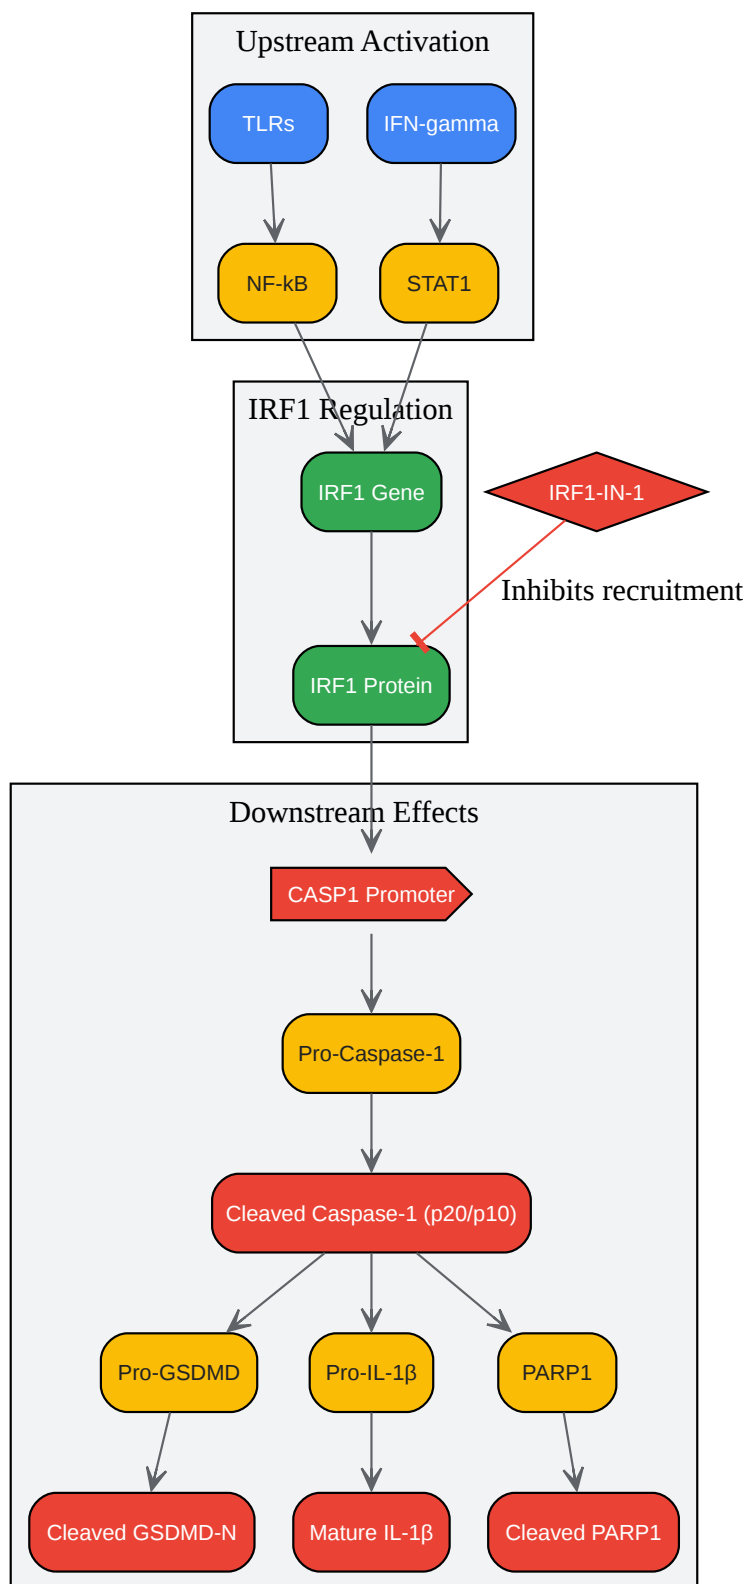 Upstream Activation
TLRs
IFN-gamma
NF-kB
STAT1
IRF1 Regulation
IRF1 Gene
IRF1-IN-1
Inhibits recruitment
IRF1 Protein
Downstream Effects
CASP1 Promoter
Pro-Caspase-1
Cleaved Caspase-1 (p20/p10)
Pro-GSDMD
Pro-IL-1β
PARP1
Cleaved GSDMD-N
Mature IL-1β
Cleaved PARP1